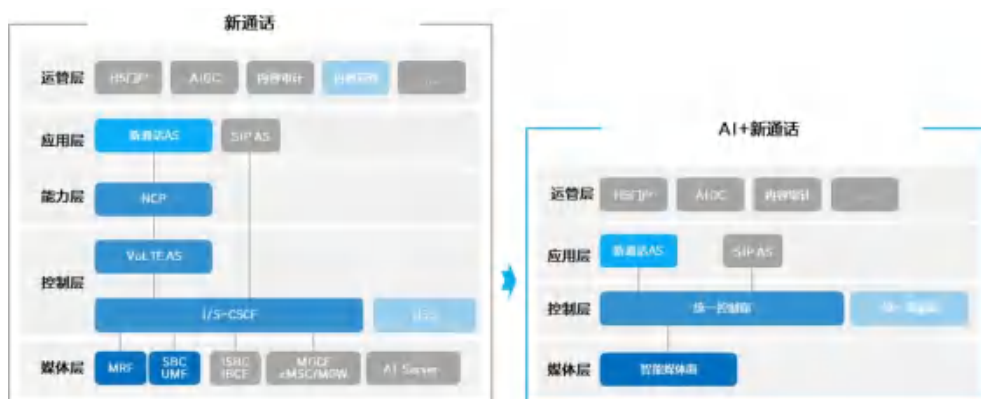 新通话
运管层
H5门户
AIGC
内容审计
...
应用层
新通话AS
SIP AS
能力层
NCP
控制层
VoLTE AS
I/S-CSCF
媒体层
MRF
SBC
UMF
ISBC
IBCF
MGCF
eMSC/MGW
AI Server
AI+新通话
运管层
H5门户
AIGC
内容审计
...
应用层
新通话AS
SIP AS
控制层
统一控制面
媒体层
智能媒体面